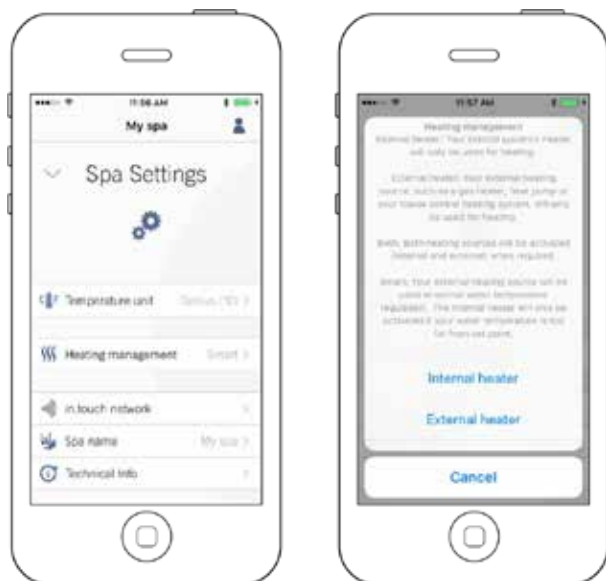 11:56 AM
My spa
Spa Settings
Temperature unit Celsius (°C)
Heating management Smart
in.touch network
Spa name My spa
Technical Info
11:57 AM
Heating management
Internal heater: Your internal system's heater
will only be used for heating.
External heater: Your external heating
source, such as a gas heater, heat pump or
your house central heating system, will only
be used for heating.
Both: Both heating sources will be activated
(internal and external) when required.
Smart: Your external heating source will be
used at normal water temperature
regulation. The internal heater will only be
activated if your water temperature is too
far from set point.
Internal heater
External heater
Cancel